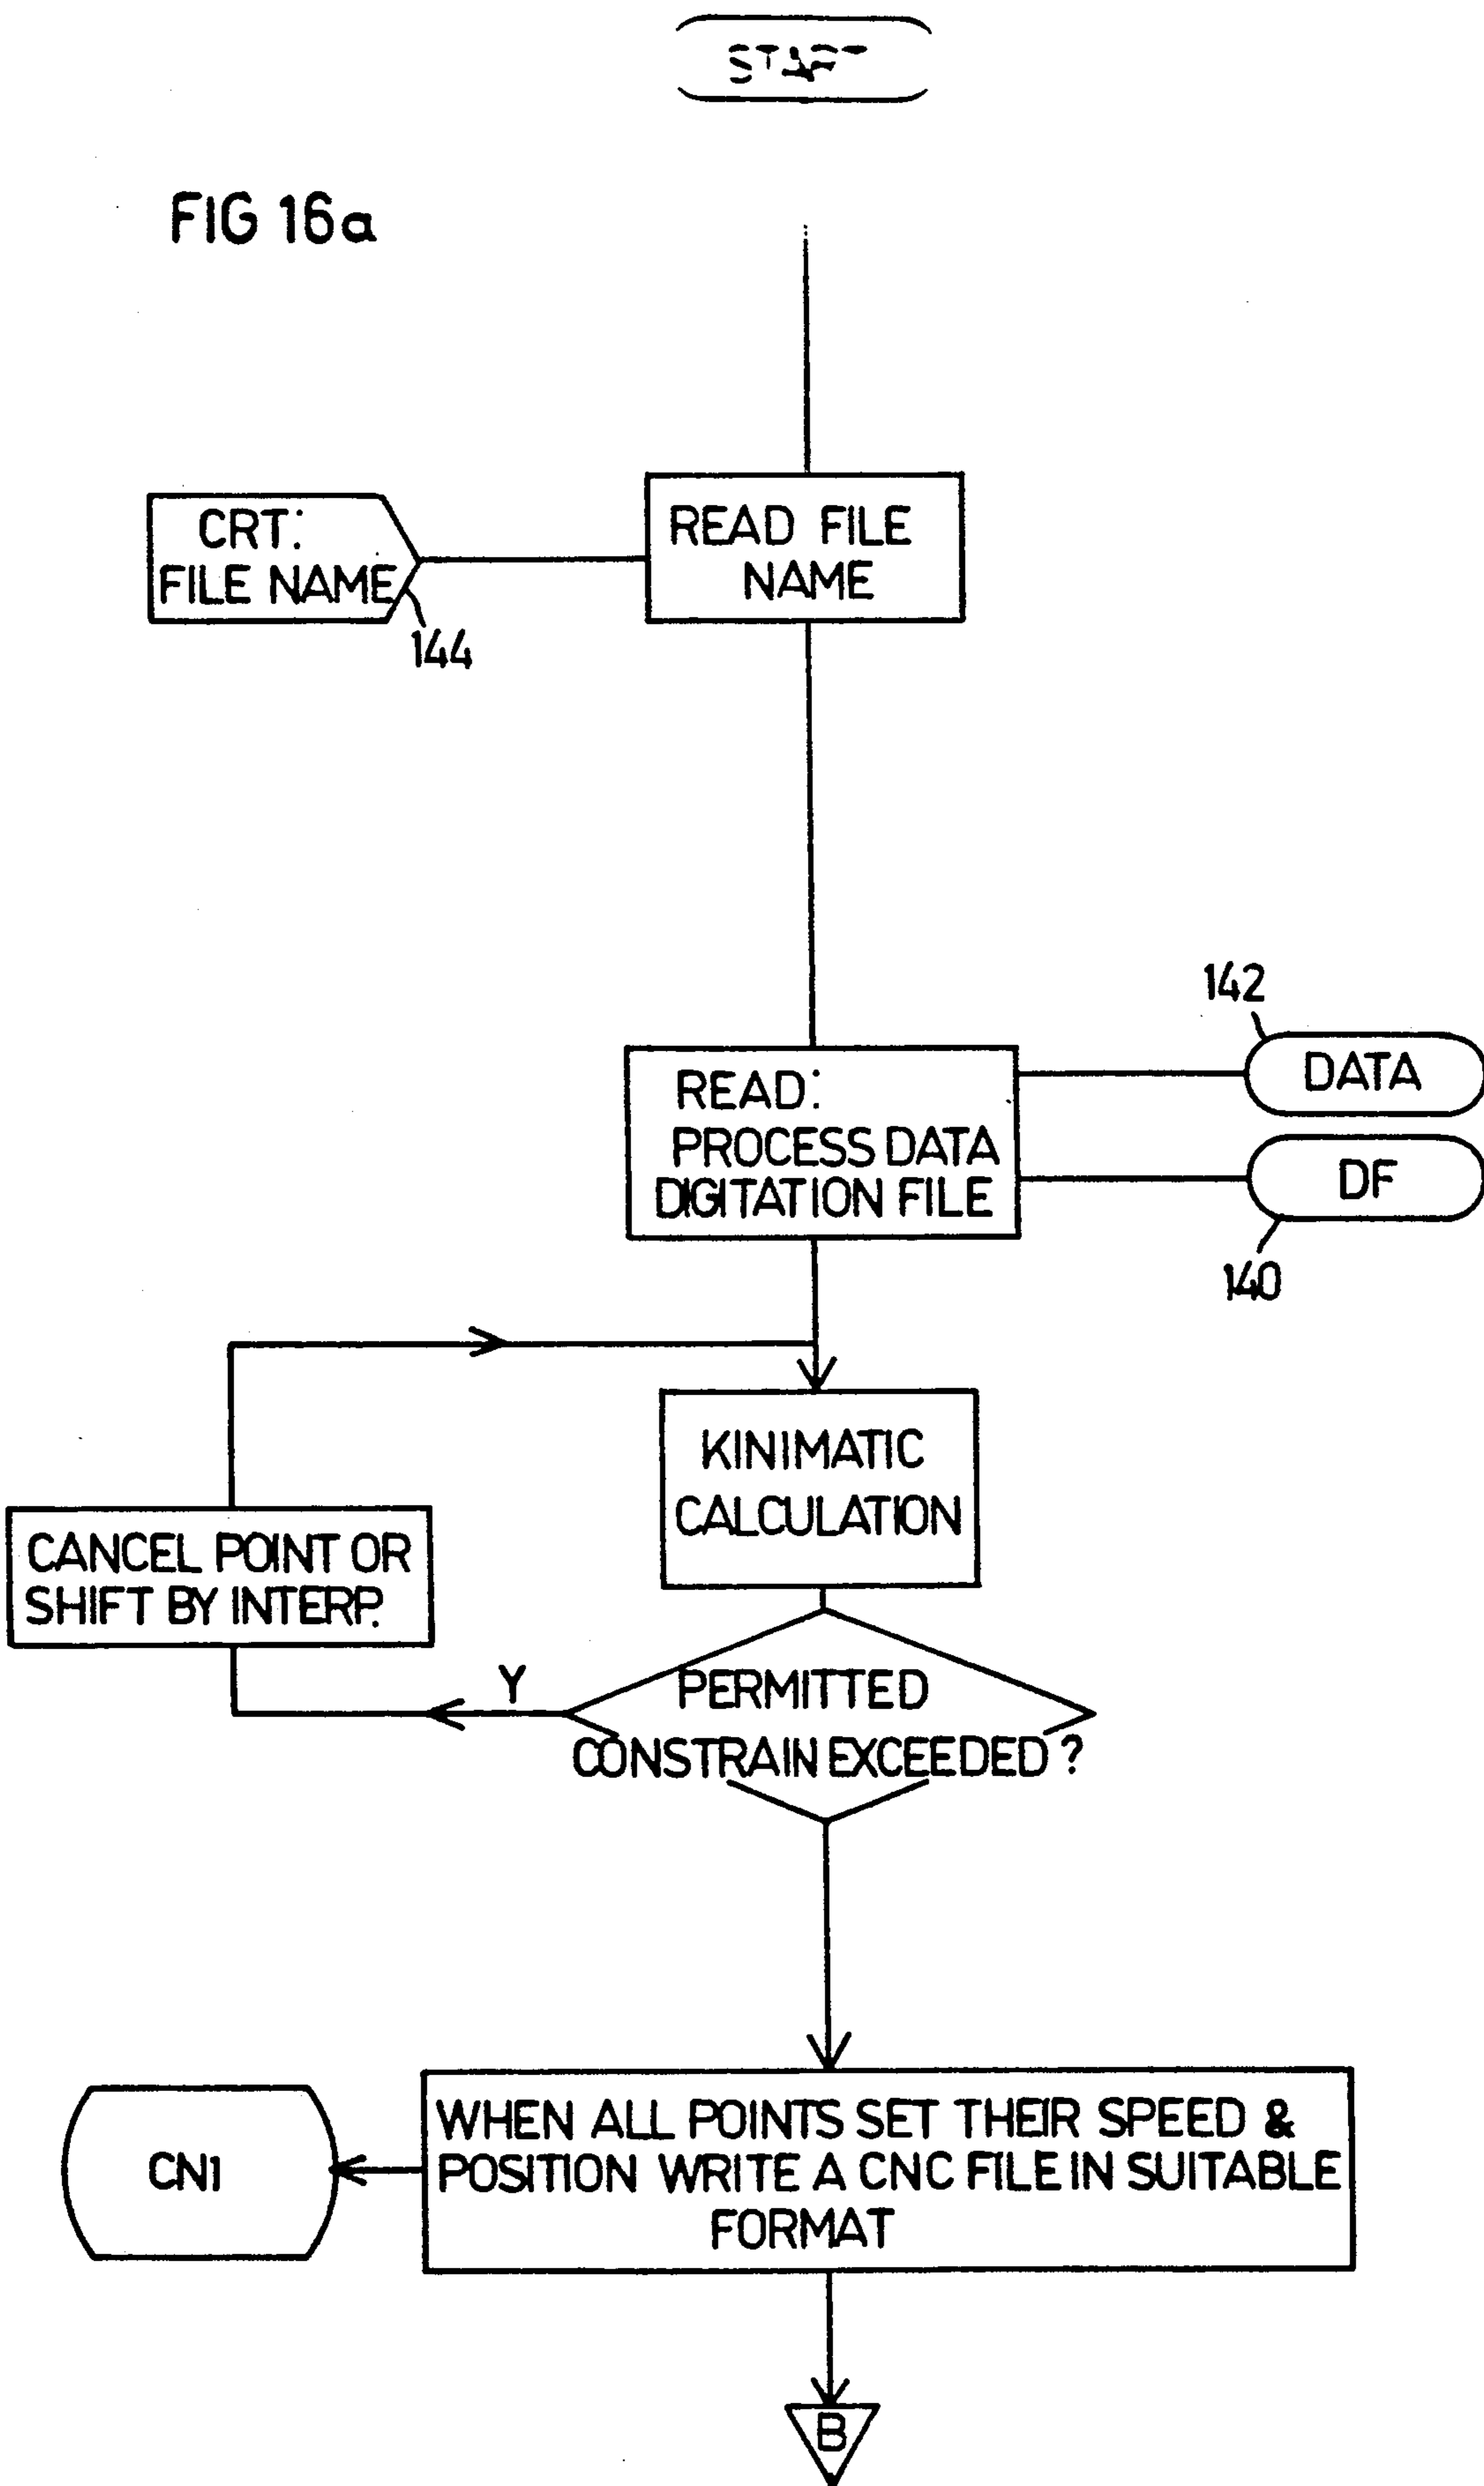 START
FIG 16a
CRT:
FILE NAME
144
READ FILE
NAME
142
DATA
READ:
PROCESS DATA
DIGITATION FILE
DF
140
KINIMATIC
CALCULATION
CANCEL POINT OR
SHIFT BY INTERP.
Y
PERMITTED
CONSTRAIN EXCEEDED?
WHEN ALL POINTS SET THEIR SPEED &
POSITION WRITE A CNC FILE IN SUITABLE
FORMAT
CN1
B